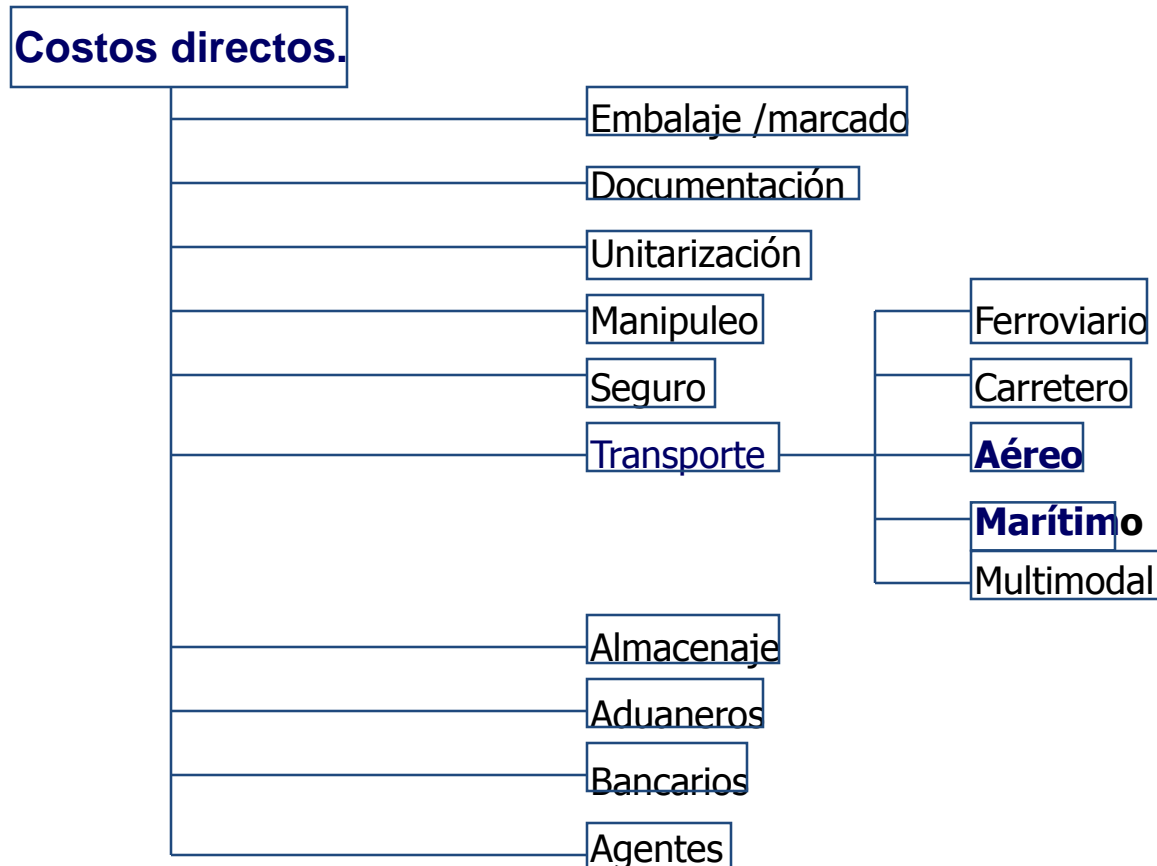 Costos directos.
Embalaje /marcado
Documentación
Unitarización
Manipuleo
Seguro
Transporte
Ferroviario
Carretero
Aéreo
Marítimo
Multimodal
Almacenaje
Aduaneros
Bancarios
Agentes